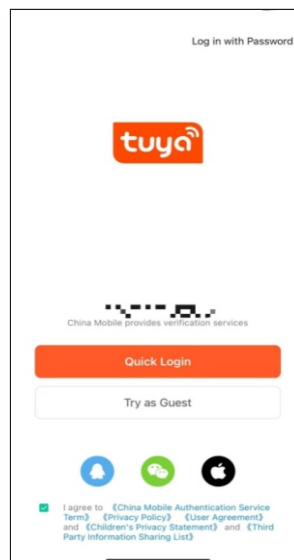 Log in with Password
tuya
China Mobile provides verification services
Quick Login
Try as Guest
I agree to 《China Mobile Authentication Service
Term》 《Privacy Policy》 《User Agreement》
and 《Children's Privacy Statement》 and 《Third
Party Information Sharing List》